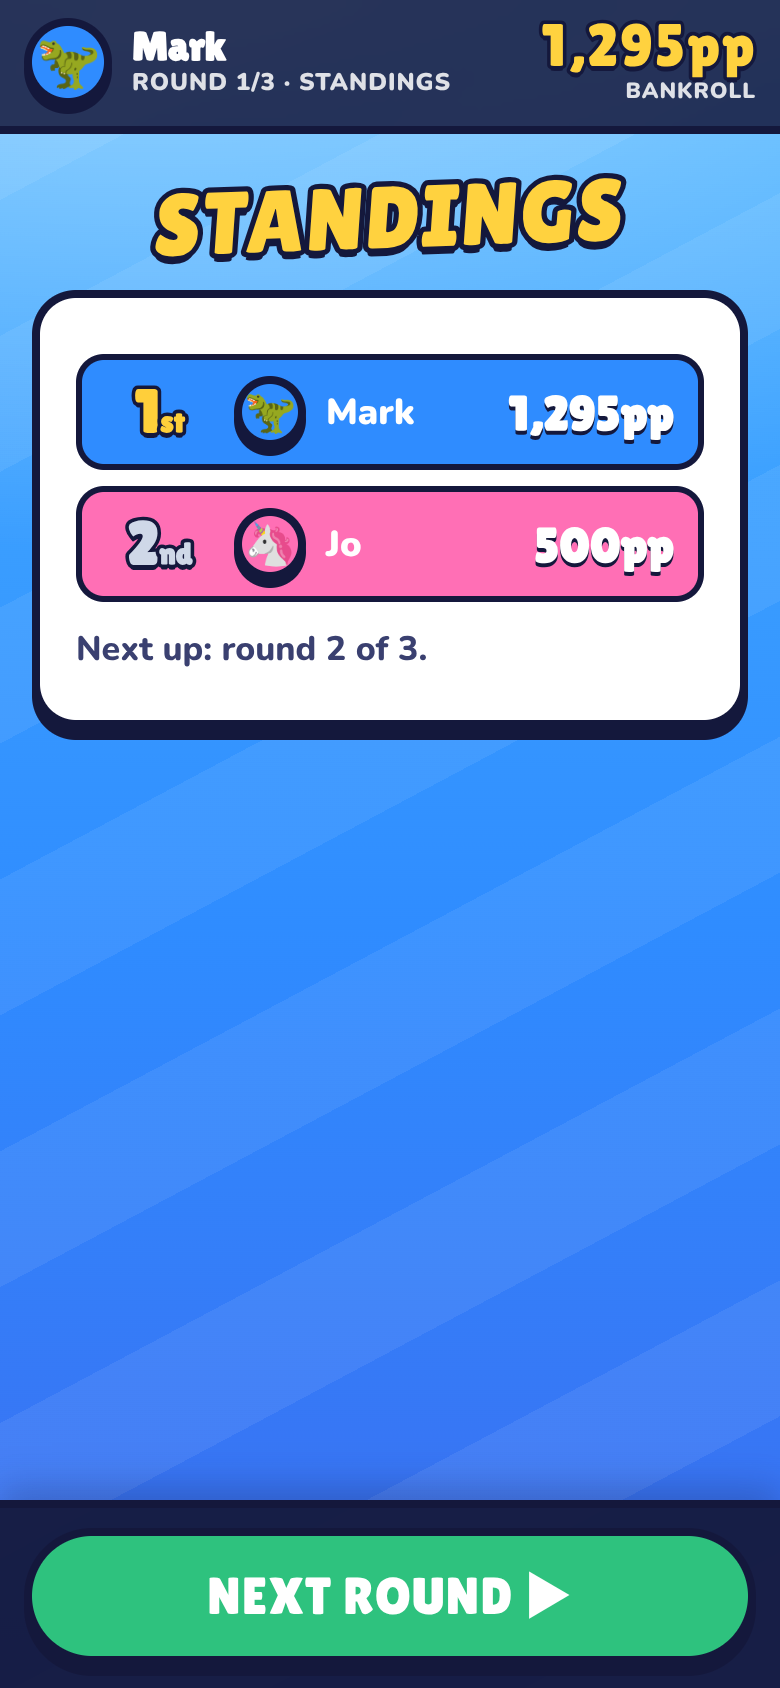 Mark
ROUND 1/3 · STANDINGS
1,295pp
BANKROLL
STANDINGS
1st Mark 1,295pp
2nd Jo 500pp
Next up: round 2 of 3.
NEXT ROUND ▶